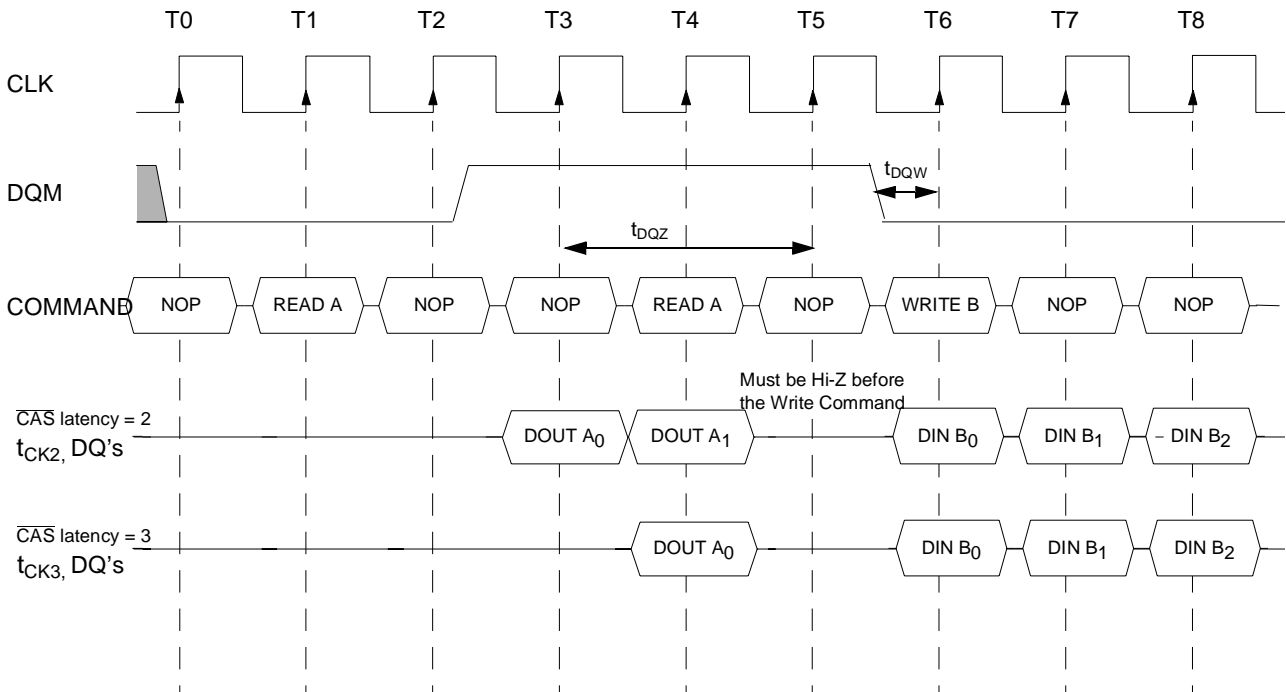 T0 T1 T2 T3 T4 T5 T6 T7 T8
CLK
DQM
tDQW
tDQZ
COMMAND NOP READ A NOP NOP READ A NOP WRITE B NOP NOP
Must be Hi-Z before
the Write Command
CAS latency = 2
tCK2, DQ's DOUT A0 DOUT A1 DIN B0 DIN B1 DIN B2
CAS latency = 3
tCK3, DQ's DOUT A0 DIN B0 DIN B1 DIN B2